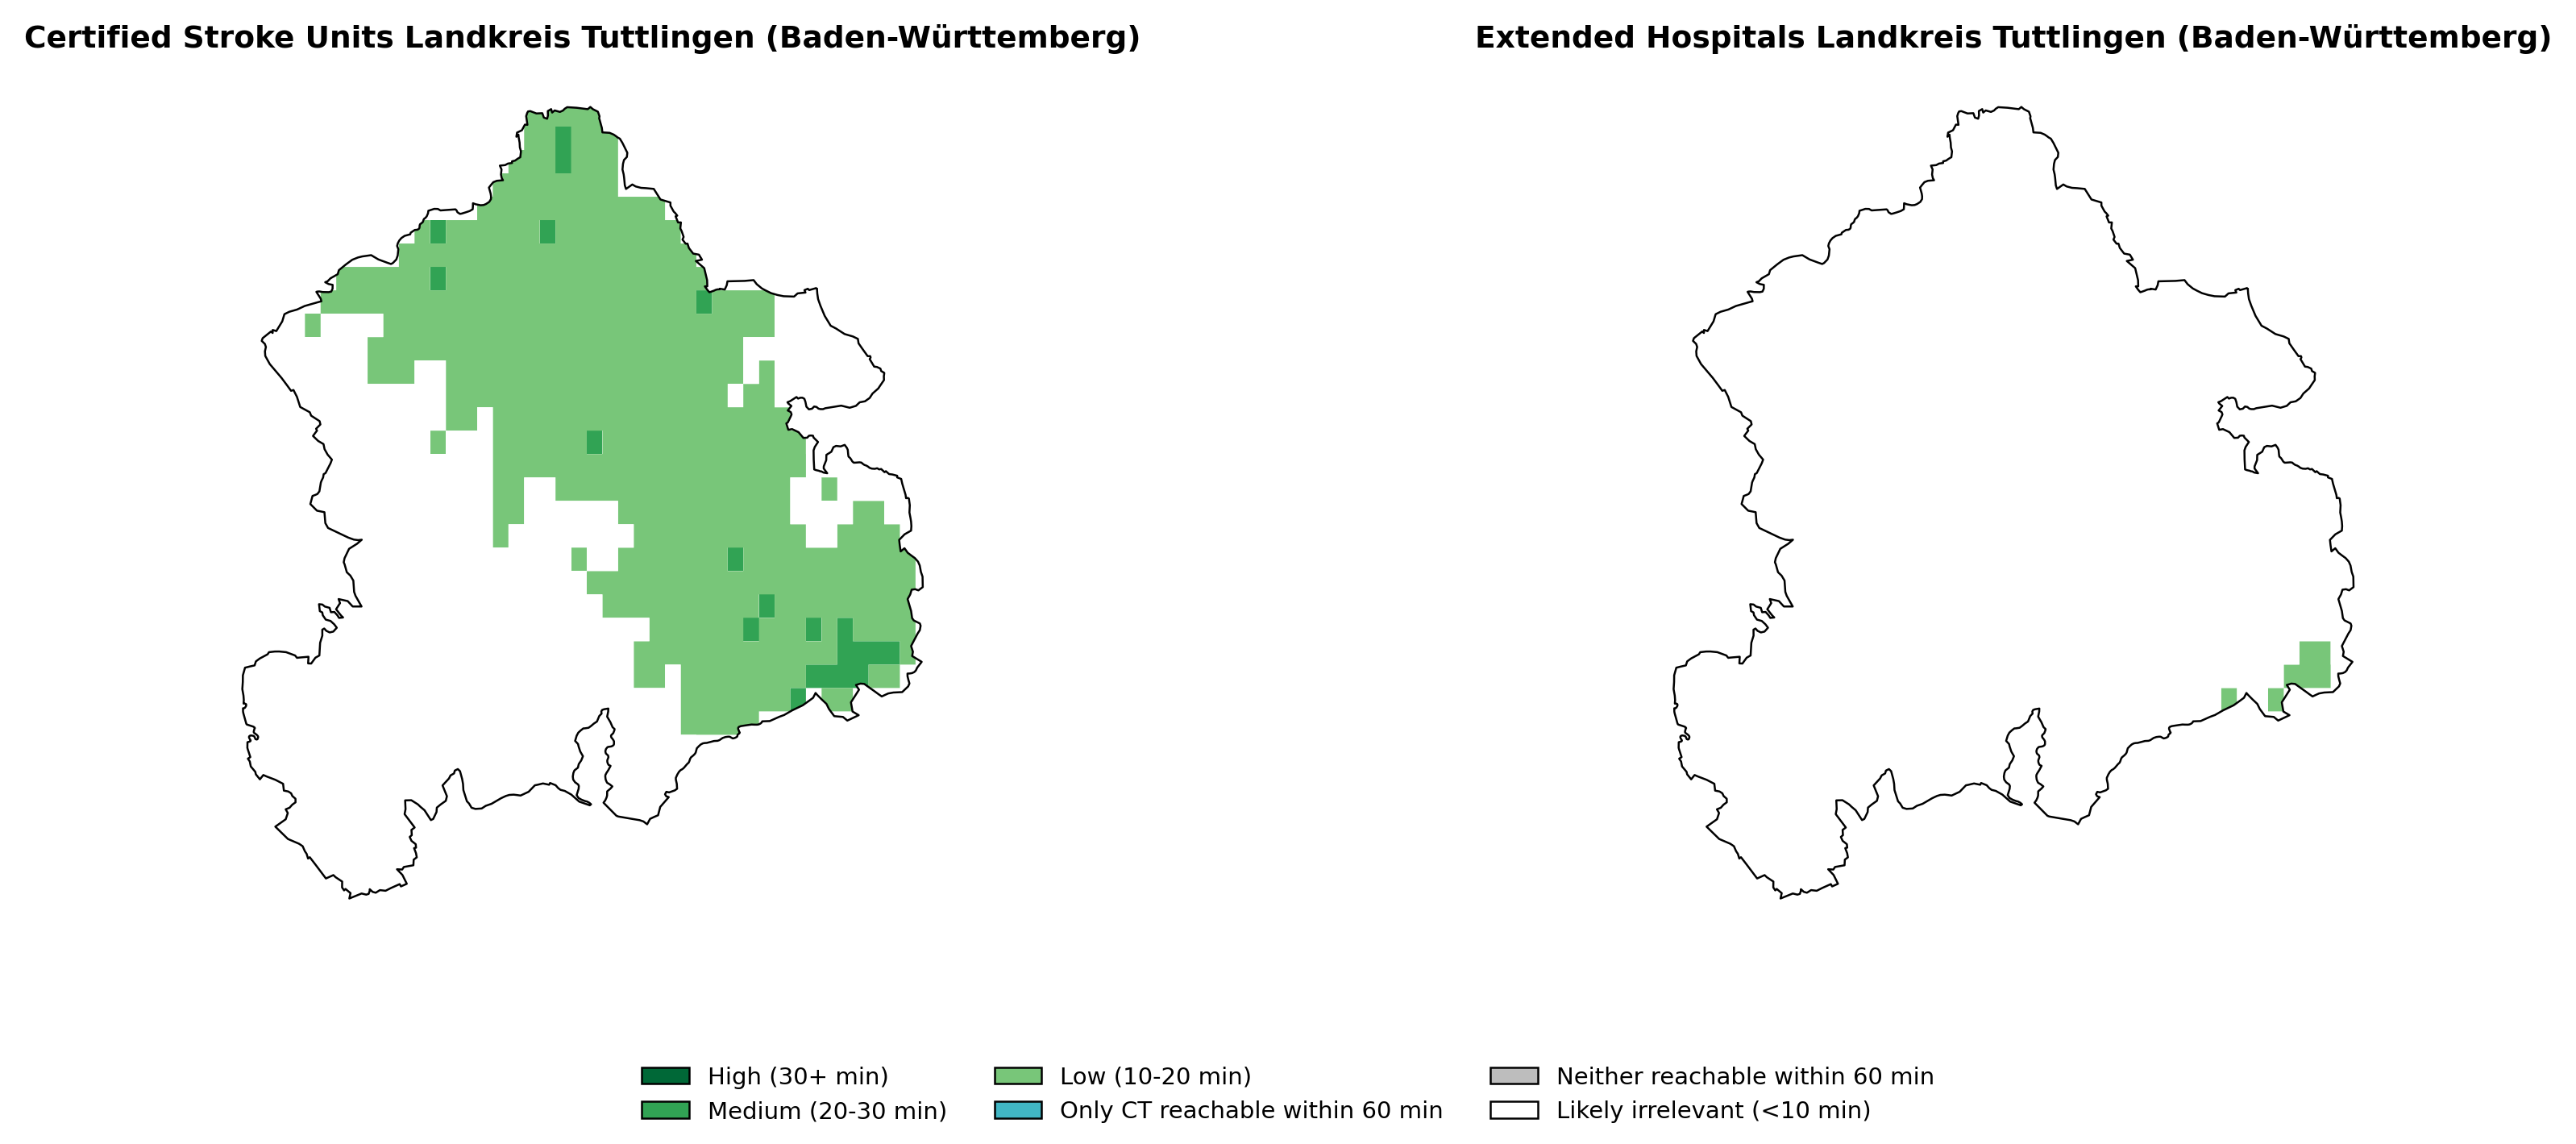 Certified Stroke Units Landkreis Tuttlingen (Baden-Württemberg)
Extended Hospitals Landkreis Tuttlingen (Baden-Württemberg)
High (30+ min)
Medium (20-30 min)
Low (10-20 min)
Only CT reachable within 60 min
Neither reachable within 60 min
Likely irrelevant (<10 min)